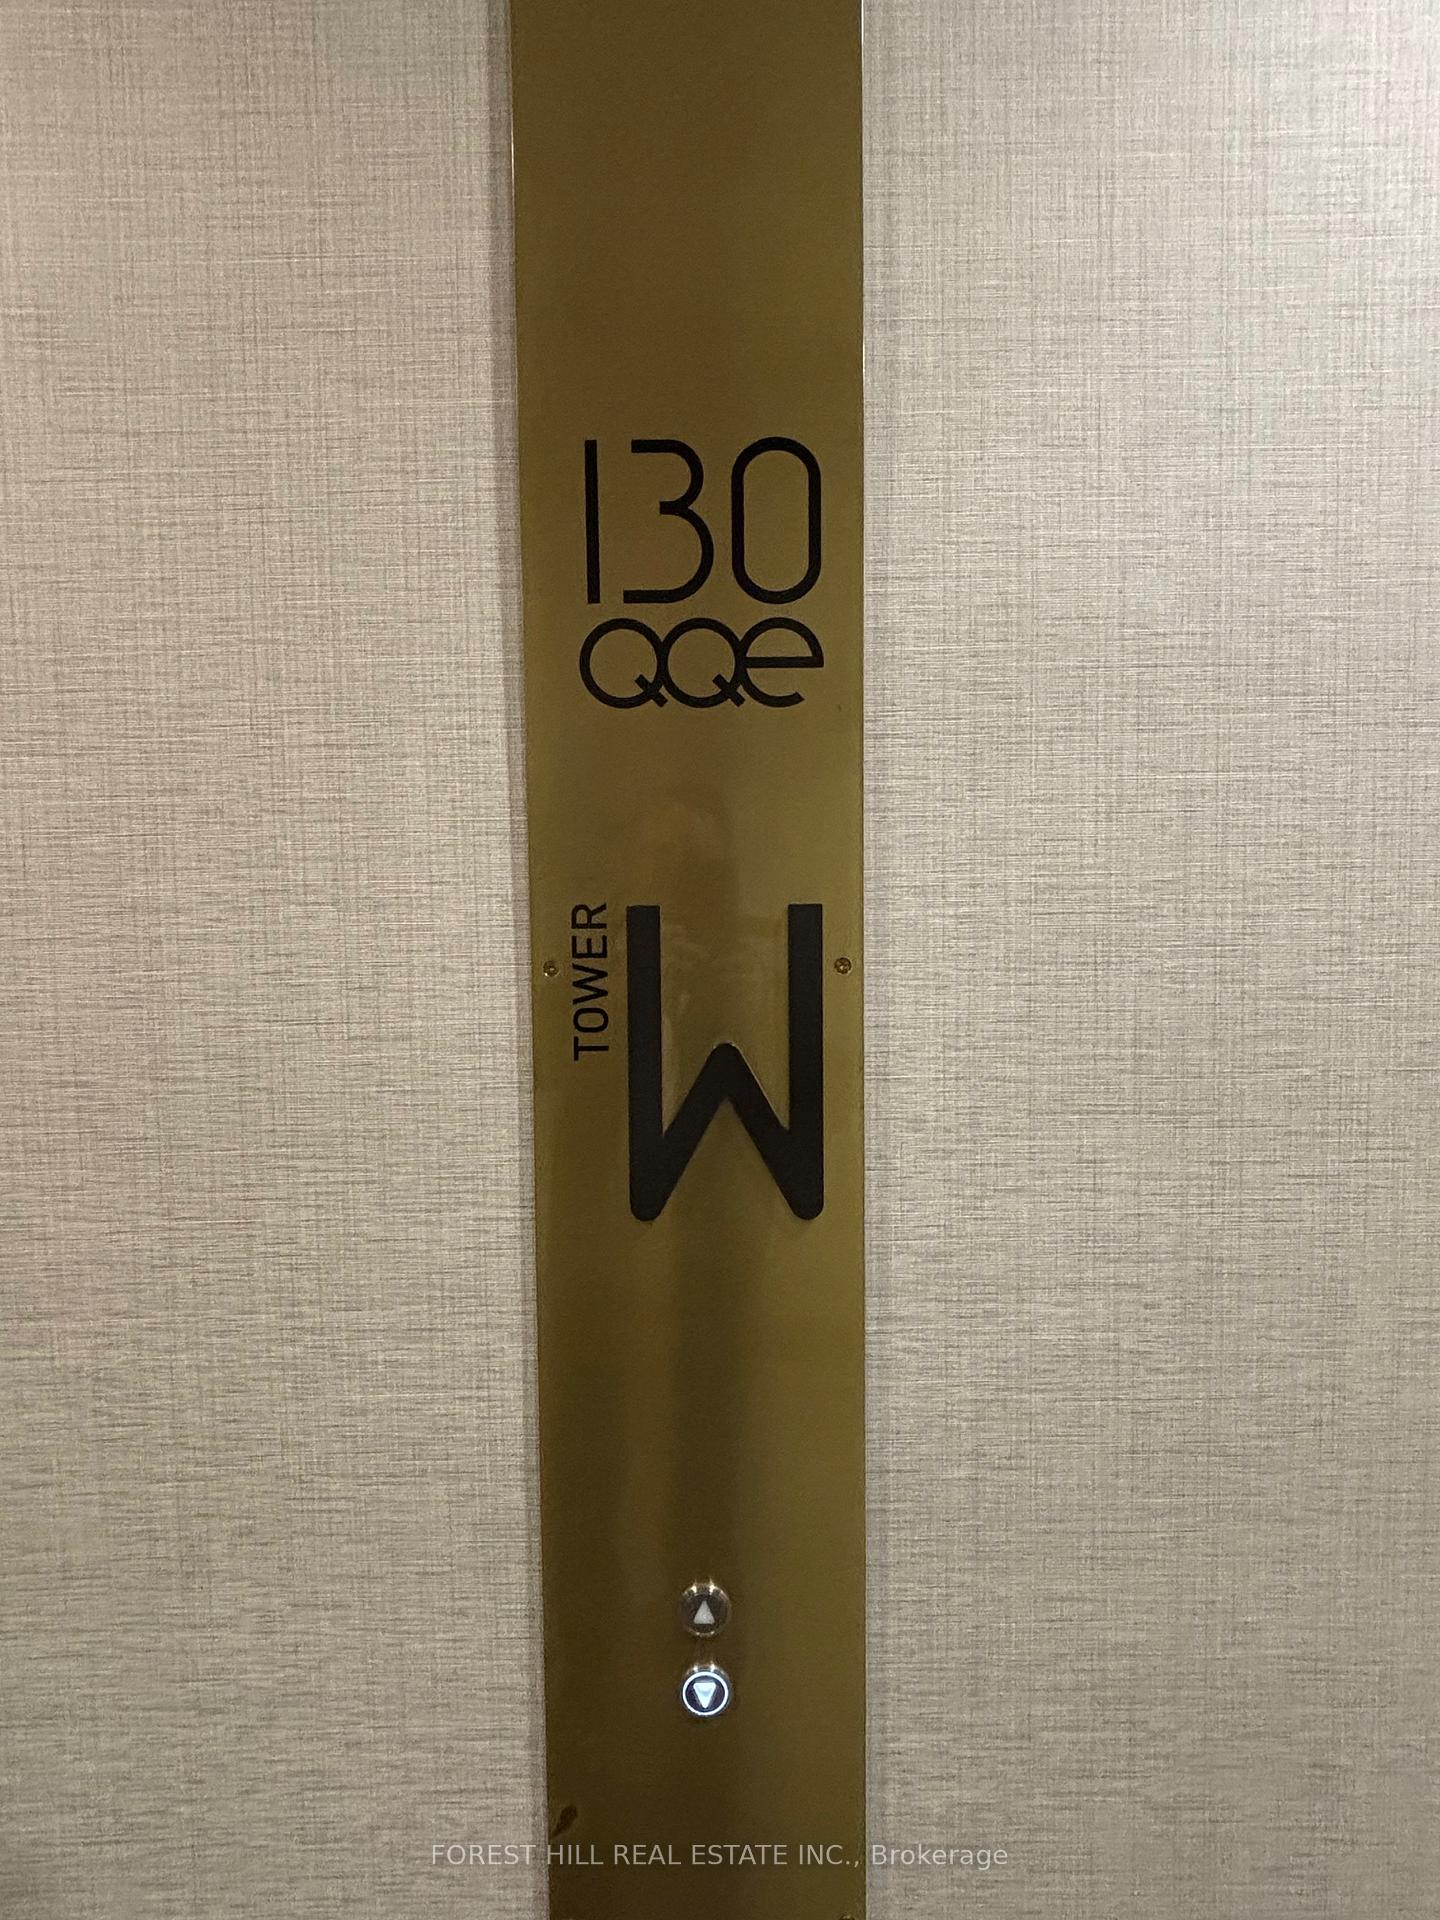 130
QQe
TOWER
W
FOREST HILL REAL ESTATE INC., Brokerage